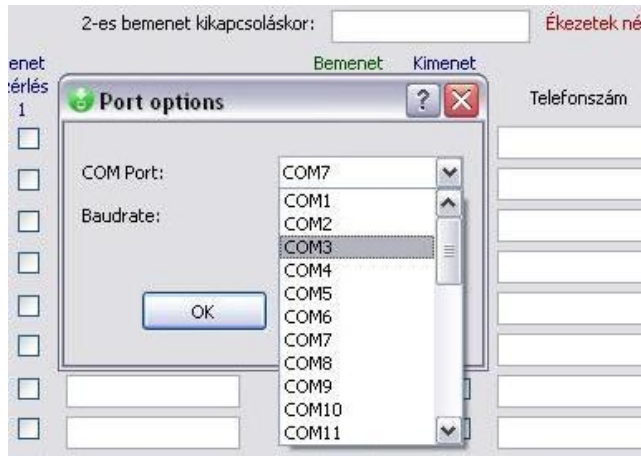 2-es bemenet kikapcsoláskor:
Ékezetek né
enet
Bemenet Kimenet
zérlés
1
Telefonszám
Port options
COM Port:
COM7
Baudrate:
COM1
COM2
COM3
COM4
COM5
OK
COM6
COM7
COM8
COM9
COM10
COM11